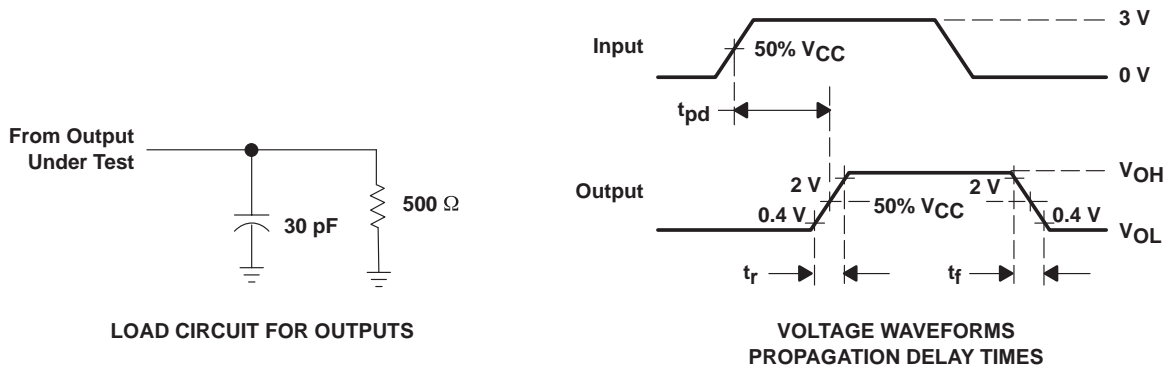 From Output
Under Test
30 pF
500 Ω
LOAD CIRCUIT FOR OUTPUTS
Input
50% VCC
3 V
0 V
tpd
Output
2 V
0.4 V
50% VCC
2 V
0.4 V
VOH
VOL
tr
tf
VOLTAGE WAVEFORMS
PROPAGATION DELAY TIMES